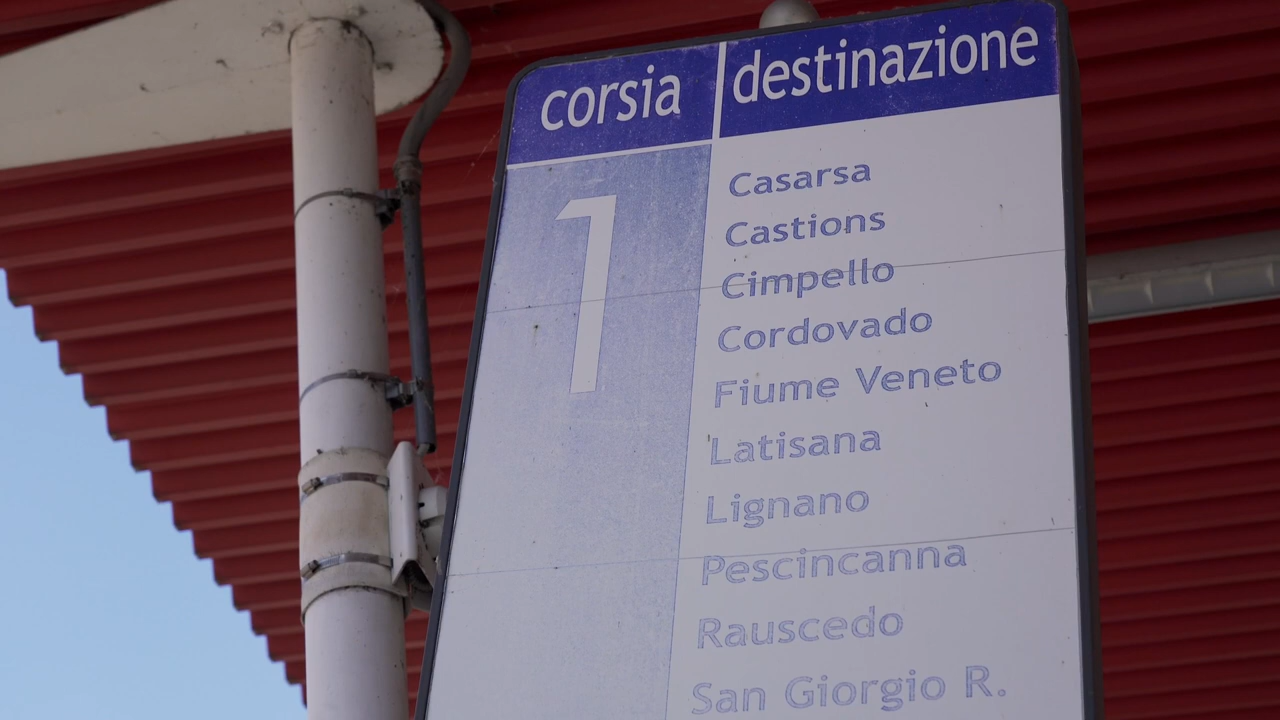 corsia destinazione
1
Casarsa
Castions
Cimpello
Cordovado
Fiume Veneto
Latisana
Lignano
Pescincanna
Rauscedo
San Giorgio R.